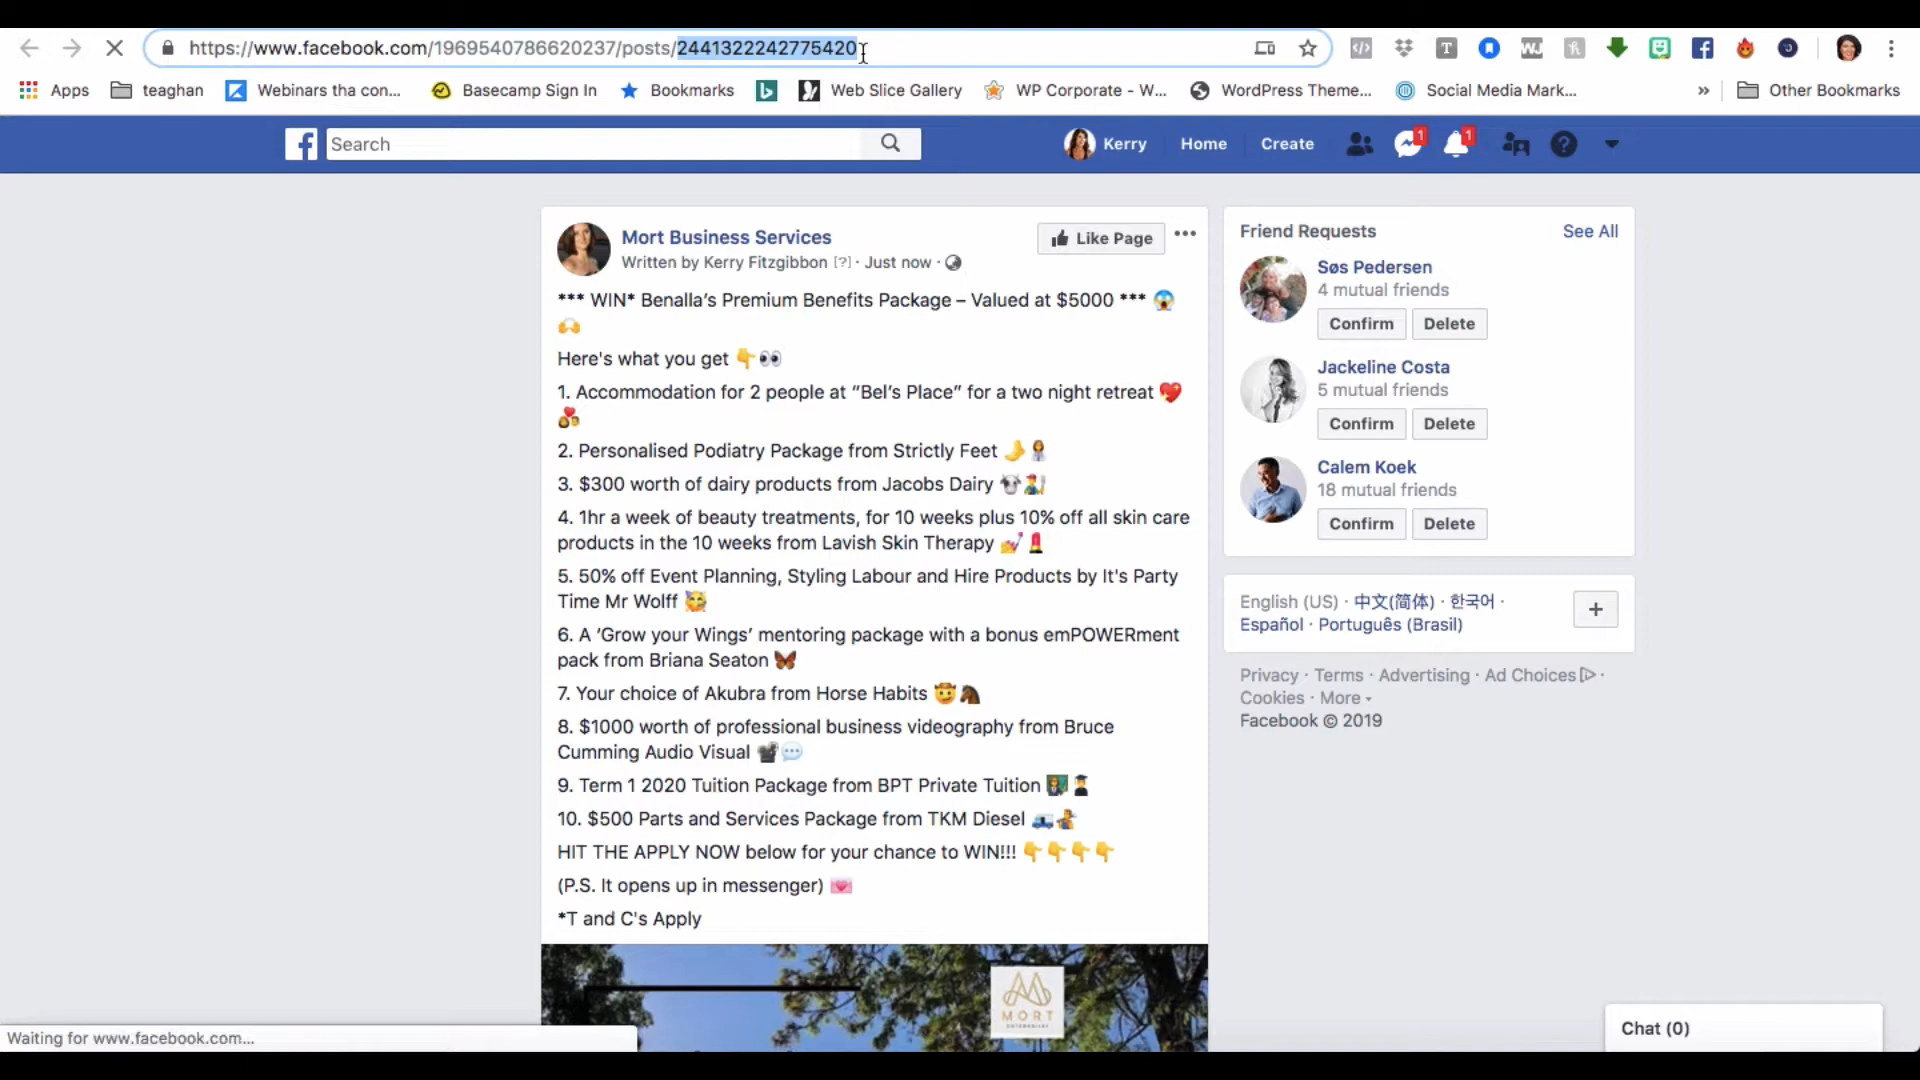 https://www.facebook.com/1969540786620237/posts/2441322242775420
Apps teaghan Webinars tha con... Basecamp Sign In Bookmarks Web Slice Gallery WP Corporate - W... WordPress Theme... Social Media Mark... » Other Bookmarks
Search Kerry Home Create 1 1
Mort Business Services
Written by Kerry Fitzgibbon [?] · Just now ·
Like Page
*** WIN* Benalla’s Premium Benefits Package – Valued at $5000 *** 😱
🙌
Here's what you get 👇👀
1. Accommodation for 2 people at “Bel’s Place” for a two night retreat 💖
💑
2. Personalised Podiatry Package from Strictly Feet 🤳👩‍⚕️
3. $300 worth of dairy products from Jacobs Dairy 🐮👨‍🌾
4. 1hr a week of beauty treatments, for 10 weeks plus 10% off all skin care
products in the 10 weeks from Lavish Skin Therapy 💅💄
5. 50% off Event Planning, Styling Labour and Hire Products by It's Party
Time Mr Wolff 🥳
6. A ‘Grow your Wings’ mentoring package with a bonus emPOWERment
pack from Briana Seaton 🦋
7. Your choice of Akubra from Horse Habits 🤠🐴
8. $1000 worth of professional business videography from Bruce
Cumming Audio Visual 📽💬
9. Term 1 2020 Tuition Package from BPT Private Tuition 👩‍🏫👨‍🎓
10. $500 Parts and Services Package from TKM Diesel 🚙👨‍🔧
HIT THE APPLY NOW below for your chance to WIN!!! 👇👇👇👇
(P.S. It opens up in messenger) 💌
*T and C's Apply
MORT
Friend Requests See All
Søs Pedersen
4 mutual friends
Confirm Delete
Jackeline Costa
5 mutual friends
Confirm Delete
Calem Koek
18 mutual friends
Confirm Delete
English (US) · 中文(简体) · 한국어 ·
Español · Português (Brasil)
+
Privacy · Terms · Advertising · Ad Choices ·
Cookies · More
Facebook © 2019
Chat (0)
Waiting for www.facebook.com...